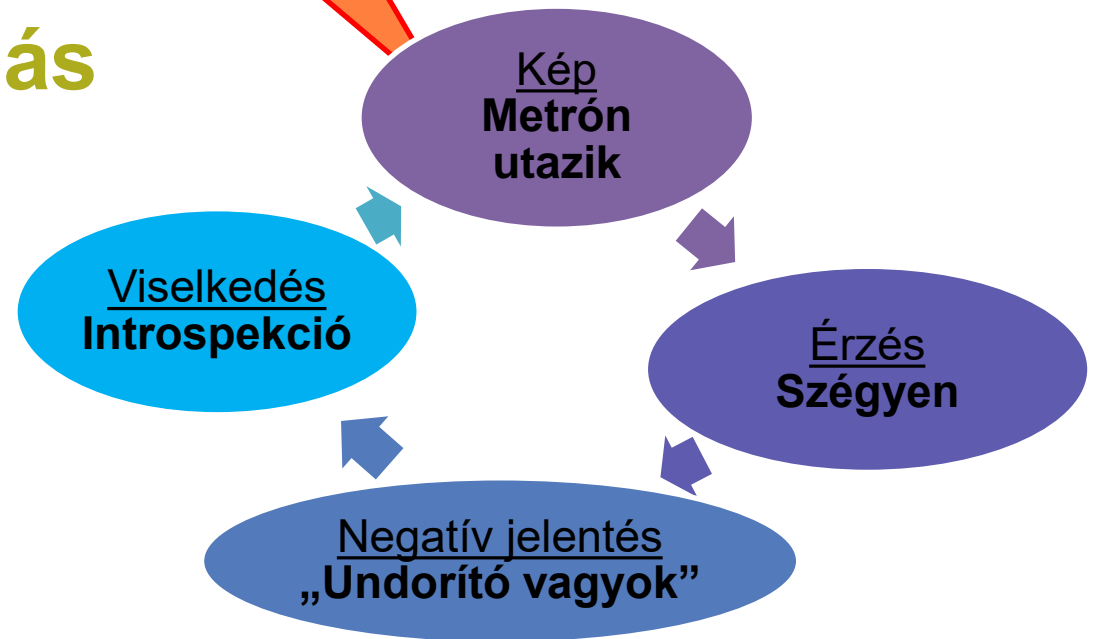 ás
Kép
Metrón
utazik
Érzés
Szégyen
Negatív jelentés
„Undorító vagyok”
Viselkedés
Introspekció